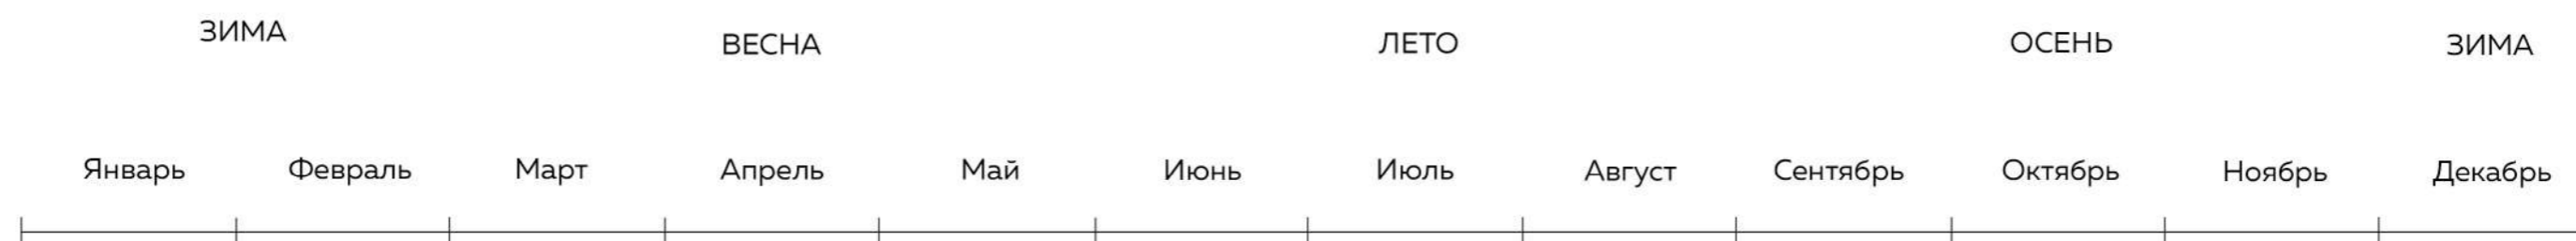 ЗИМА ВЕСНА ЛЕТО ОСЕНЬ ЗИМА
Январь Февраль Март Апрель Май Июнь Июль Август Сентябрь Октябрь Ноябрь Декабрь